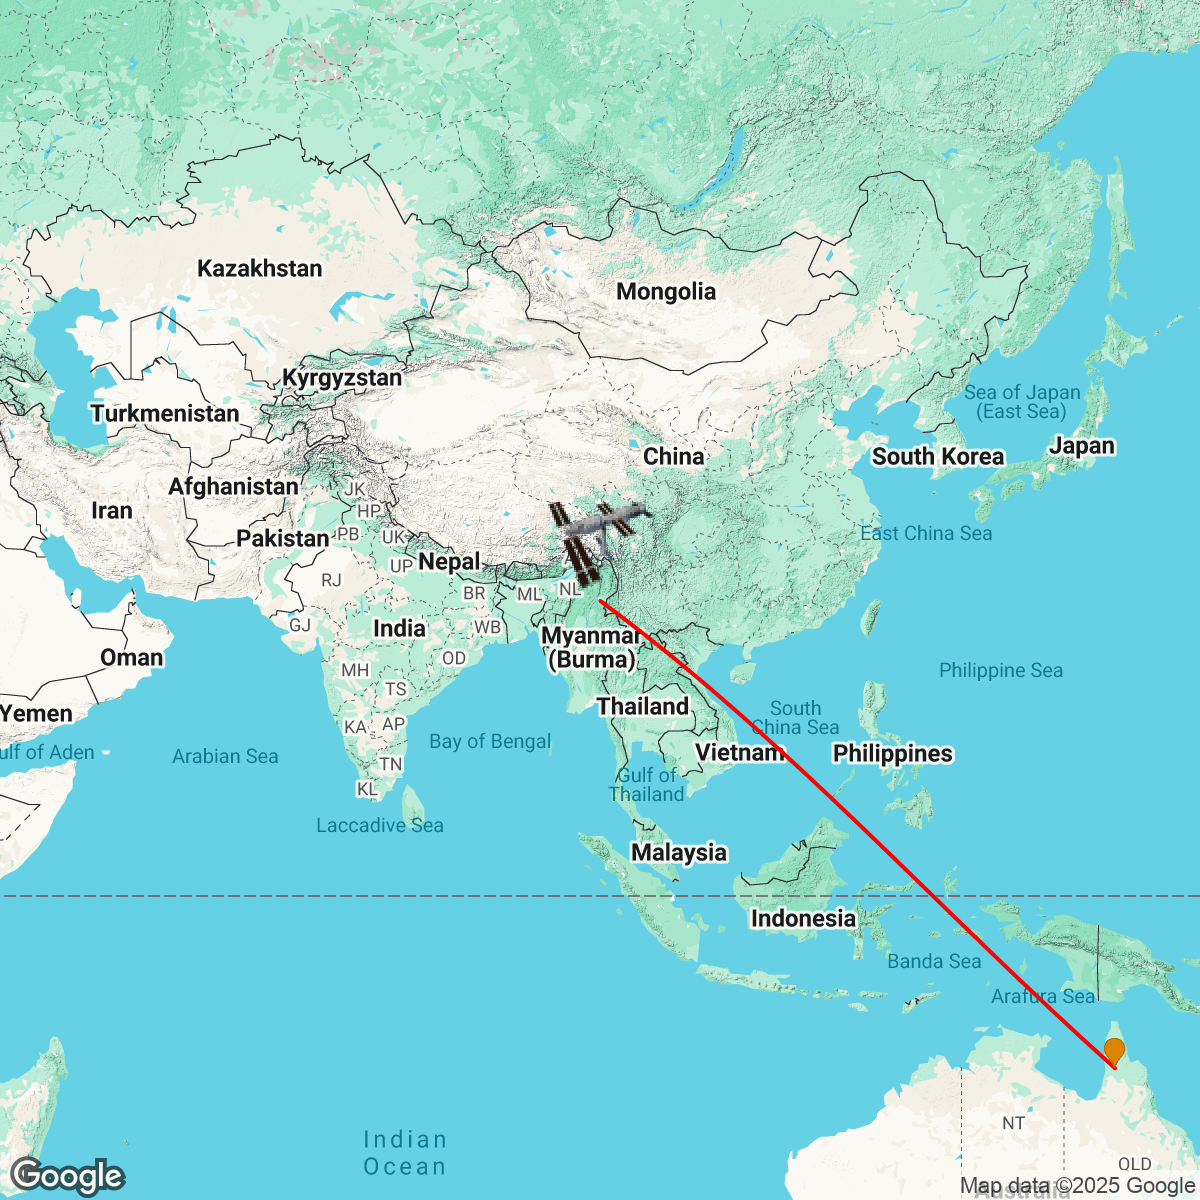 Kazakhstan
Mongolia
Kyrgyzstan
Sea of Japan
(East Sea)
Turkmenistan
Japan
China
South Korea
Afghanistan
JK
Iran
HP
East China Sea
Pakistan
PB
UK
Nepal
UP
RJ
BR
ML
NL
GJ
India
WB
Myanmar
(Burma)
Oman
OD
MH
Philippine Sea
TS
Thailand
South
China Sea
Yemen
KA
AP
Gulf of Aden
Arabian Sea
Bay of Bengal
Vietnam
Philippines
TN
Gulf of
Thailand
KL
Laccadive Sea
Malaysia
Indonesia
Banda Sea
Arafura Sea
NT
Indian
Ocean
QLD
Australia
Google
Map data ©2025 Google